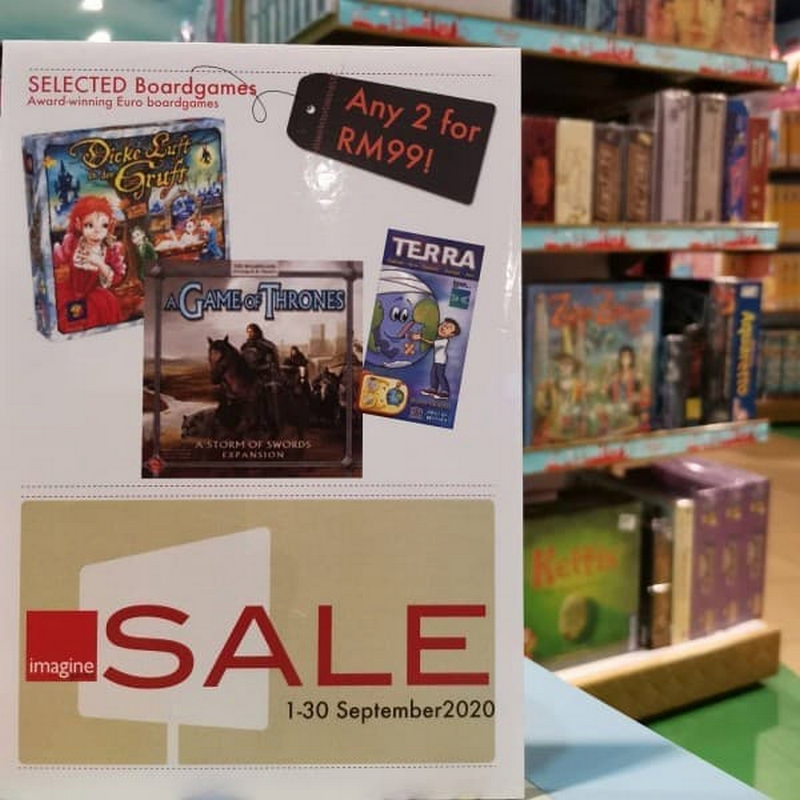 SELECTED Boardgames
Award-winning Euro boardgames
Any 2 for
RM99!
Dicke Luft
in der
Gruft
TERRA
A GAME OF THRONES
A STORM OF SWORDS
EXPANSION
imagine
SALE
1-30 September2020
Keltis